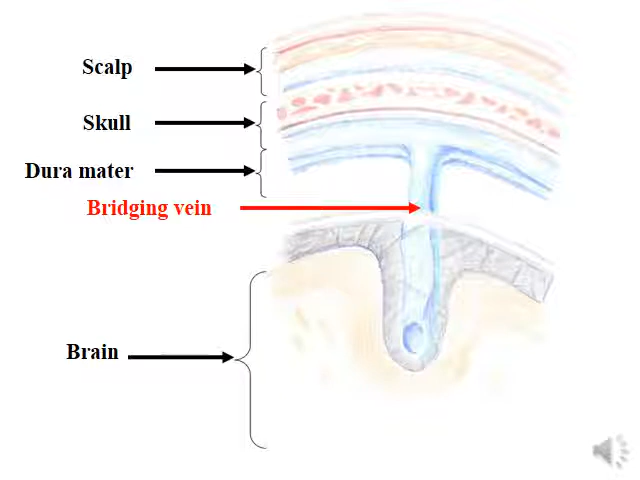 Scalp
Skull
Dura mater
Bridging vein
Brain